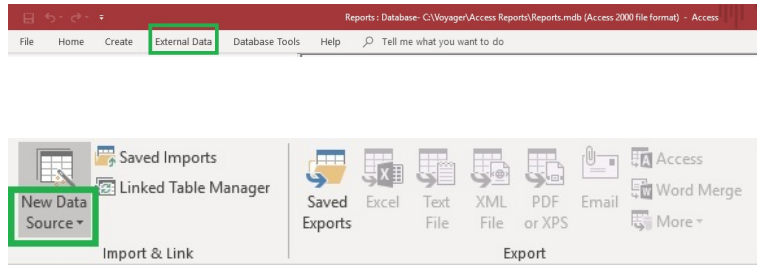 Reports : Database- C:\Voyager\Access Reports\Reports.mdb (Access 2000 file format) - Access
File Home Create External Data Database Tools Help Tell me what you want to do
Saved Imports
Linked Table Manager
New Data
Source
Import & Link
Saved
Exports
Excel
Text
File
XML
File
PDF
or XPS
Email
Access
Word Merge
More
Export